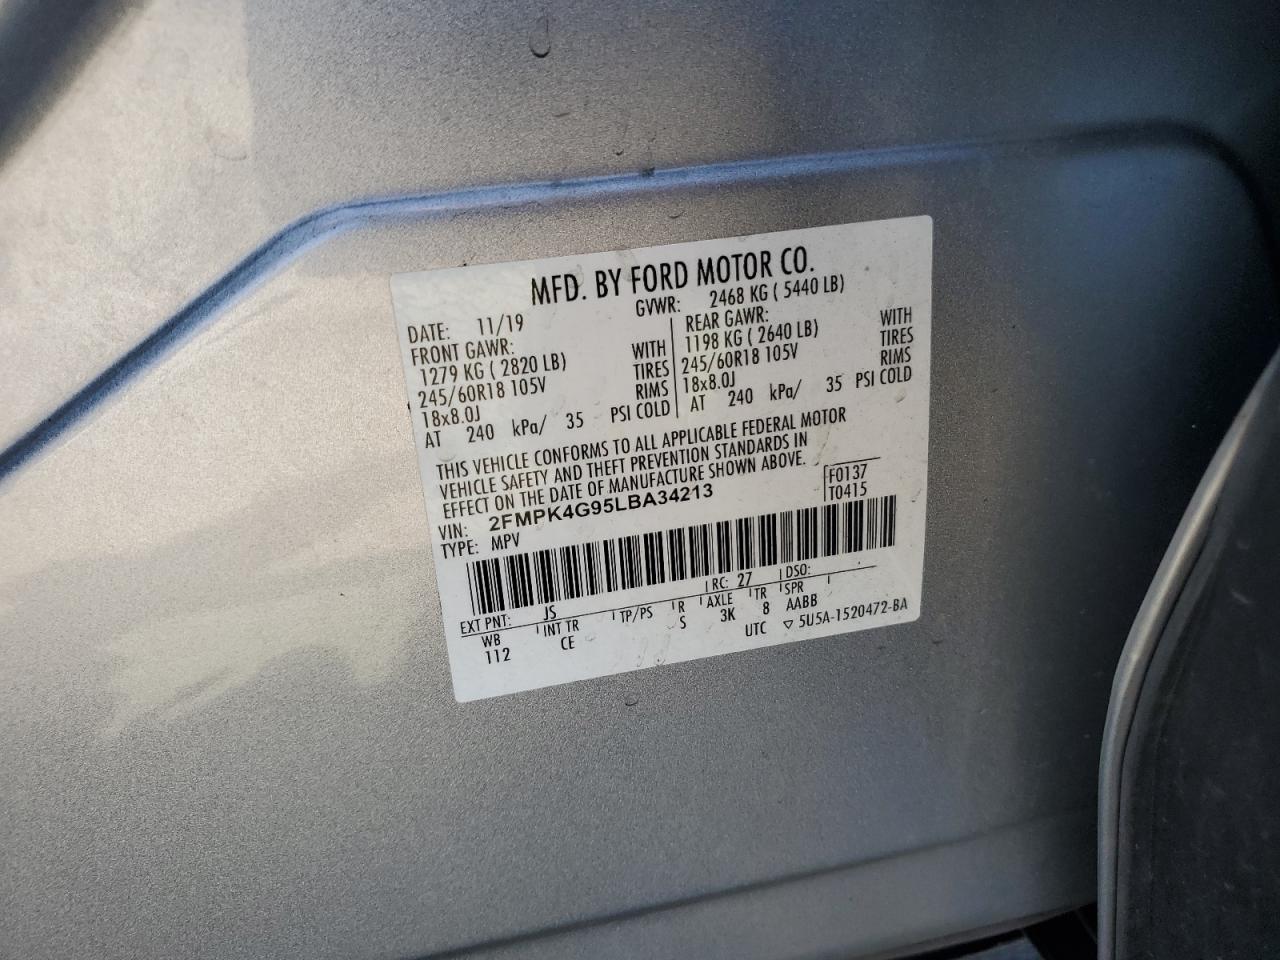 MFD. BY FORD MOTOR CO.
DATE: 11/19 GVWR: 2468 KG ( 5440 LB)
FRONT GAWR: WITH REAR GAWR: WITH
1279 KG ( 2820 LB) TIRES 1198 KG ( 2640 LB) TIRES
245/60R18 105V RIMS 245/60R18 105V RIMS
18x8.0J 18x8.0J
AT 240 kPa/ 35 PSI COLD AT 240 kPa/ 35 PSI COLD
THIS VEHICLE CONFORMS TO ALL APPLICABLE FEDERAL MOTOR
VEHICLE SAFETY AND THEFT PREVENTION STANDARDS IN
EFFECT ON THE DATE OF MANUFACTURE SHOWN ABOVE.
F0137
VIN: 2FMPK4G95LBA34213 T0415
TYPE: MPV
EXT PNT: JS RC: 27 DSO:
WB INT TR TP/PS R AXLE TR SPR
112 CE S 3K 8 AABB
UTC ▽ 5U5A-1520472-BA